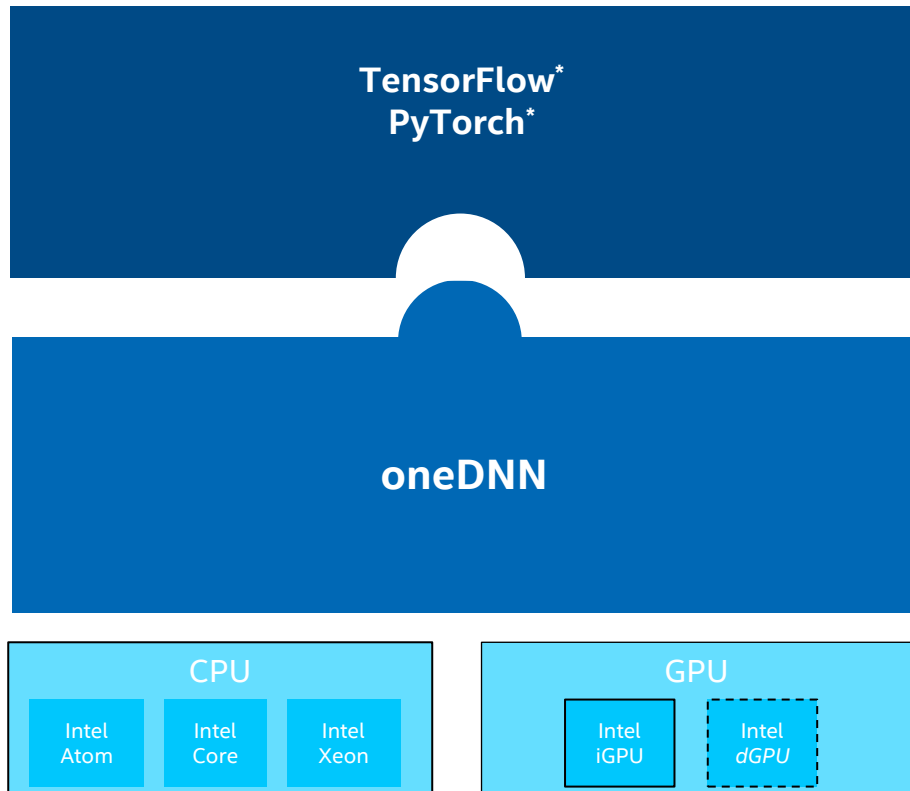 TensorFlow*
PyTorch*
oneDNN
CPU
Intel
Atom
Intel
Core
Intel
Xeon
GPU
Intel
iGPU
Intel
dGPU